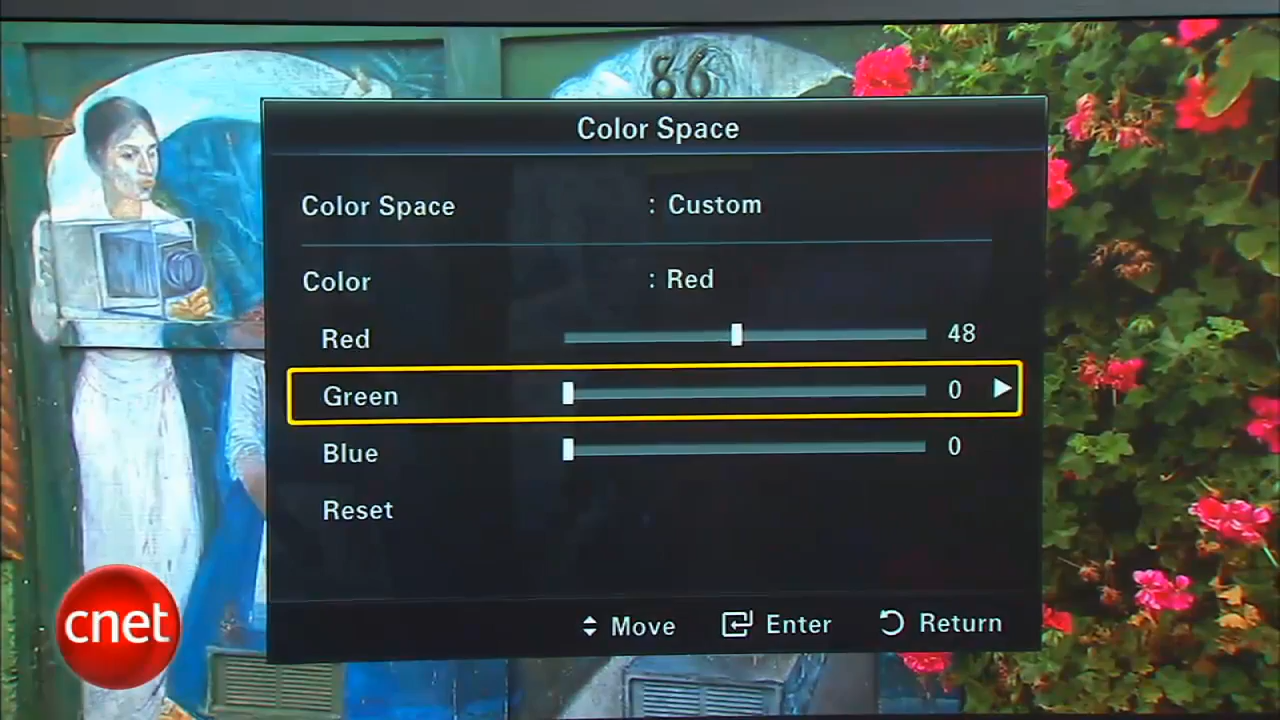 86
Color Space
Color Space : Custom
Color : Red
Red 48
Green 0
Blue 0
Reset
Move Enter Return
cnet